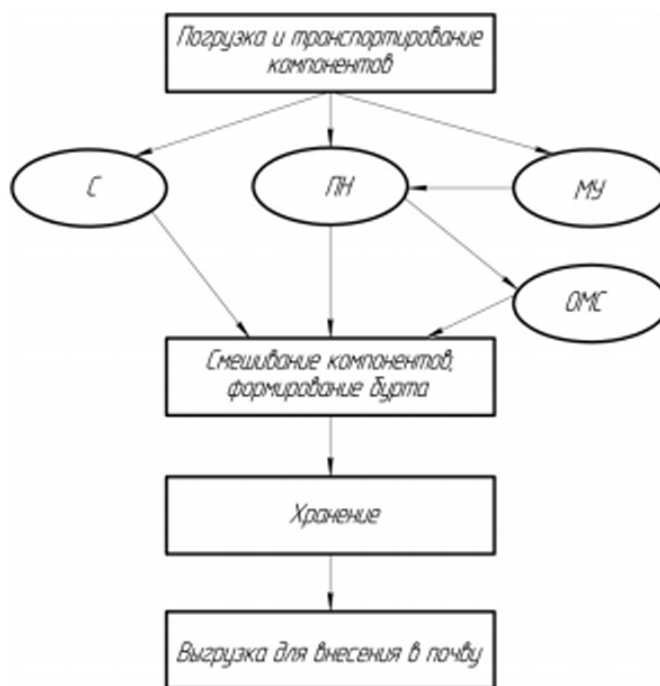 Погрузка и транспортирование
компонентов
С
ПН
МУ
ОМС
Смешивание компонентов,
формирование бурта
Хранение
Выгрузка для внесения в почву